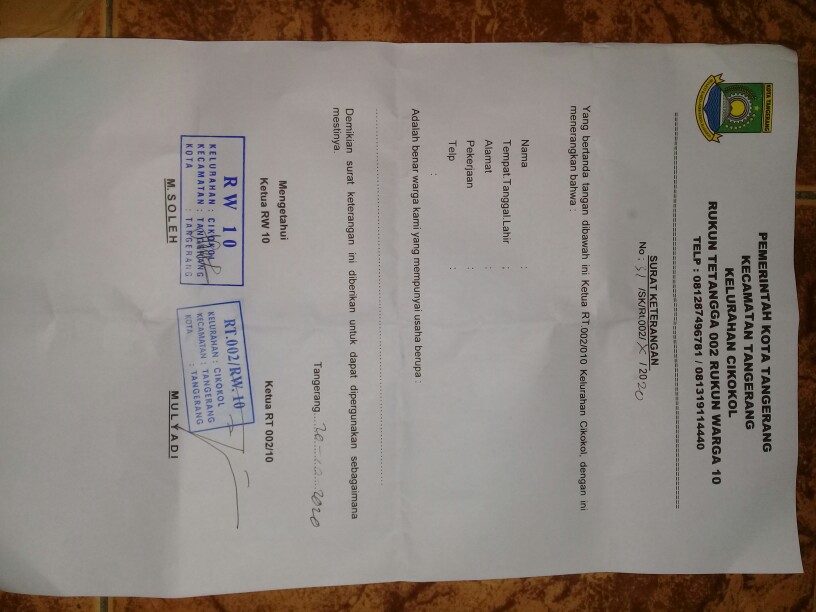 KOTA TANGERANG
PEMERINTAH KOTA TANGERANG
KECAMATAN TANGERANG
KELURAHAN CIKOKOL
RUKUN TETANGGA 002 RUKUN WARGA 10
TELP : 081287496781 / 081319114440
SURAT KETERANGAN
No : 31 /SK/Rt.002/ X / 2020
Yang bertanda tangan dibawah ini Ketua RT.002/010 Kelurahan Cikokol, dengan ini
menerangkan bahwa :
Nama :
Tempat,Tanggal.Lahir :
Alamat :
Pekerjaan :
Telp :
:
Adalah benar warga kami yang mempunyai usaha berupa :
Demikian surat keterangan ini diberikan untuk dapat dipergunakan sebagaimana
mestinya.
Tangerang, 2020
Mengetahui
Ketua RW 10
Ketua RT 002/10
RW 10
KELURAHAN : CIKOKOL
KECAMATAN : TANGERANG
KOTA : TANGERANG
RT.002/RW.10
KELURAHAN : CIKOKOL
KECAMATAN : TANGERANG
KOTA : TANGERANG
M.SOLEH
MULYADI